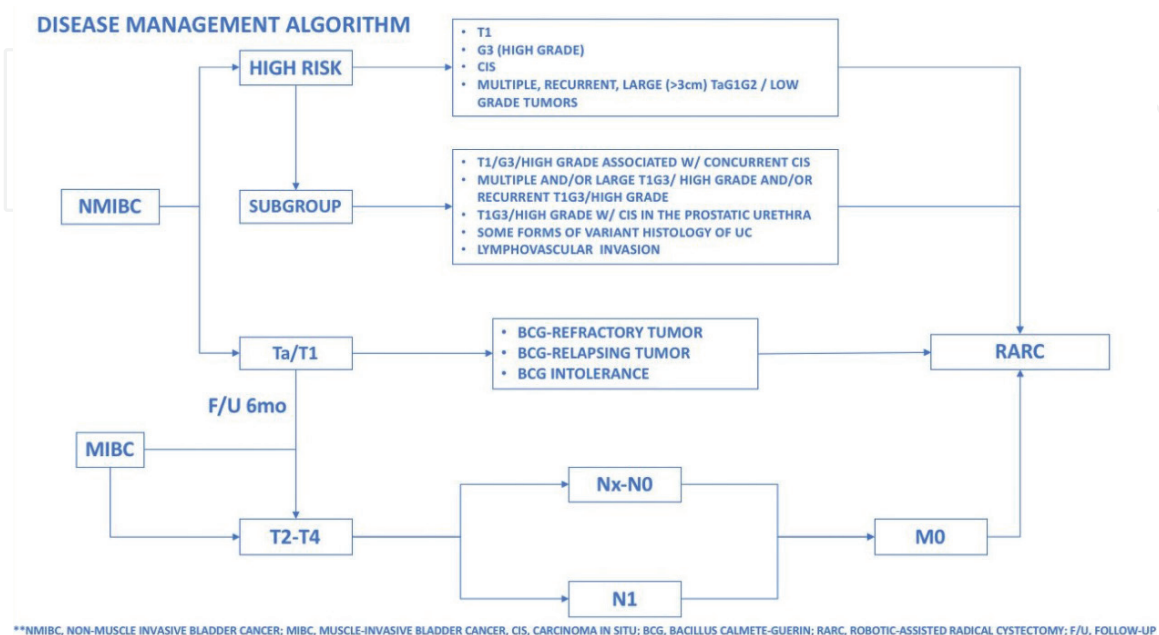 DISEASE MANAGEMENT ALGORITHM
HIGH RISK
• T1
• G3 (HIGH GRADE)
• CIS
• MULTIPLE, RECURRENT, LARGE (>3cm) TaG1G2 / LOW
GRADE TUMORS
NMIBC
SUBGROUP
• T1/G3/HIGH GRADE ASSOCIATED W/ CONCURRENT CIS
• MULTIPLE AND/OR LARGE T1G3/ HIGH GRADE AND/OR
RECURRENT T1G3/HIGH GRADE
• T1G3/HIGH GRADE W/ CIS IN THE PROSTATIC URETHRA
• SOME FORMS OF VARIANT HISTOLOGY OF UC
• LYMPHOVASCULAR INVASION
Ta/T1
• BCG-REFRACTORY TUMOR
• BCG-RELAPSING TUMOR
• BCG INTOLERANCE
RARC
F/U 6mo
MIBC
T2-T4
Nx-N0
N1
M0
**NMIBC, NON-MUSCLE INVASIVE BLADDER CANCER; MIBC, MUSCLE-INVASIVE BLADDER CANCER, CIS, CARCINOMA IN SITU; BCG, BACILLUS CALMETE-GUERIN; RARC, ROBOTIC-ASSISTED RADICAL CYSTECTOMY; F/U, FOLLOW-UP